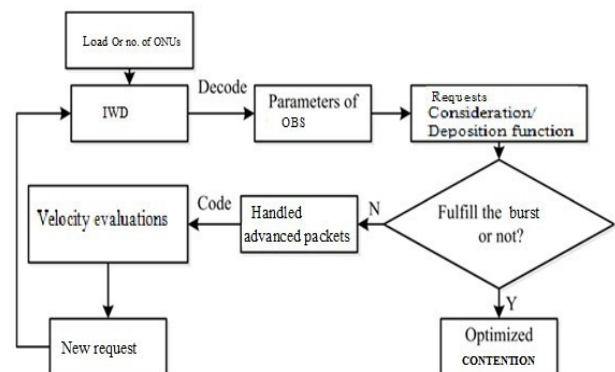 Load Or no. of ONUs
IWD
Decode
Parameters of
OBS
Requests
Consideration/
Deposition function
Fulfill the burst
or not?
N
Handled
advanced packets
Code
Velocity evaluations
New request
Y
Optimized
CONTENTION